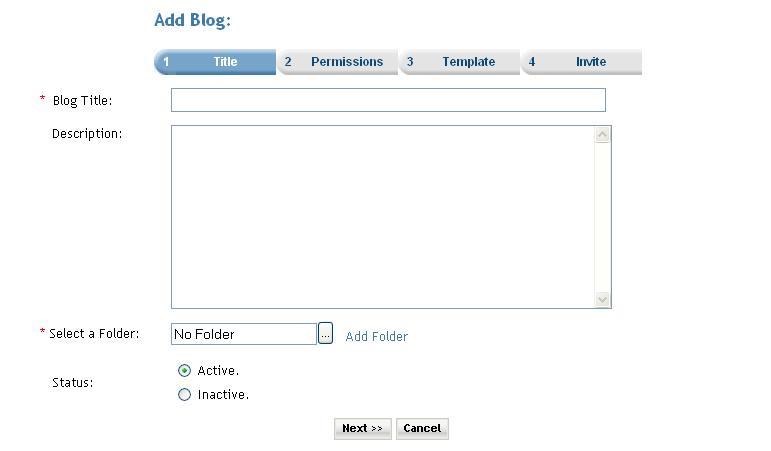 Add Blog:
1 Title 2 Permissions 3 Template 4 Invite
* Blog Title:
Description:
* Select a Folder: No Folder ... Add Folder
Status:
Active.
Inactive.
Next >> Cancel